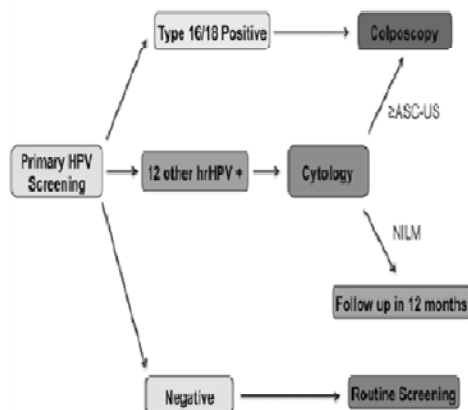 Type 16/18 Positive
Colposcopy
≥ASC-US
Primary HPV
Screening
12 other hrHPV +
Cytology
NILM
Follow up in 12 months
Negative
Routine Screening